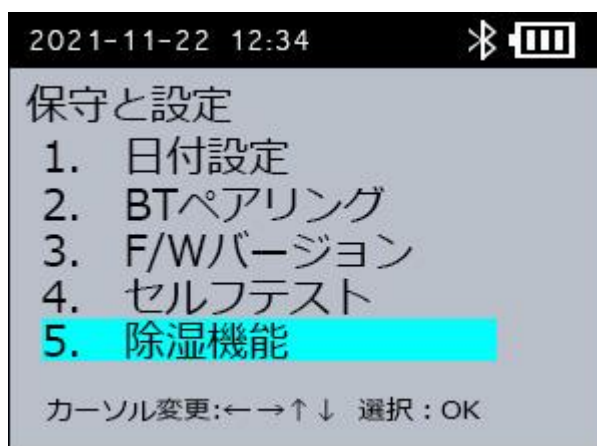 2021-11-22 12:34
保守と設定
1. 日付設定
2. BTペアリング
3. F/Wバージョン
4. セルフテスト
5. 除湿機能
カーソル変更:←→↑↓ 選択：OK